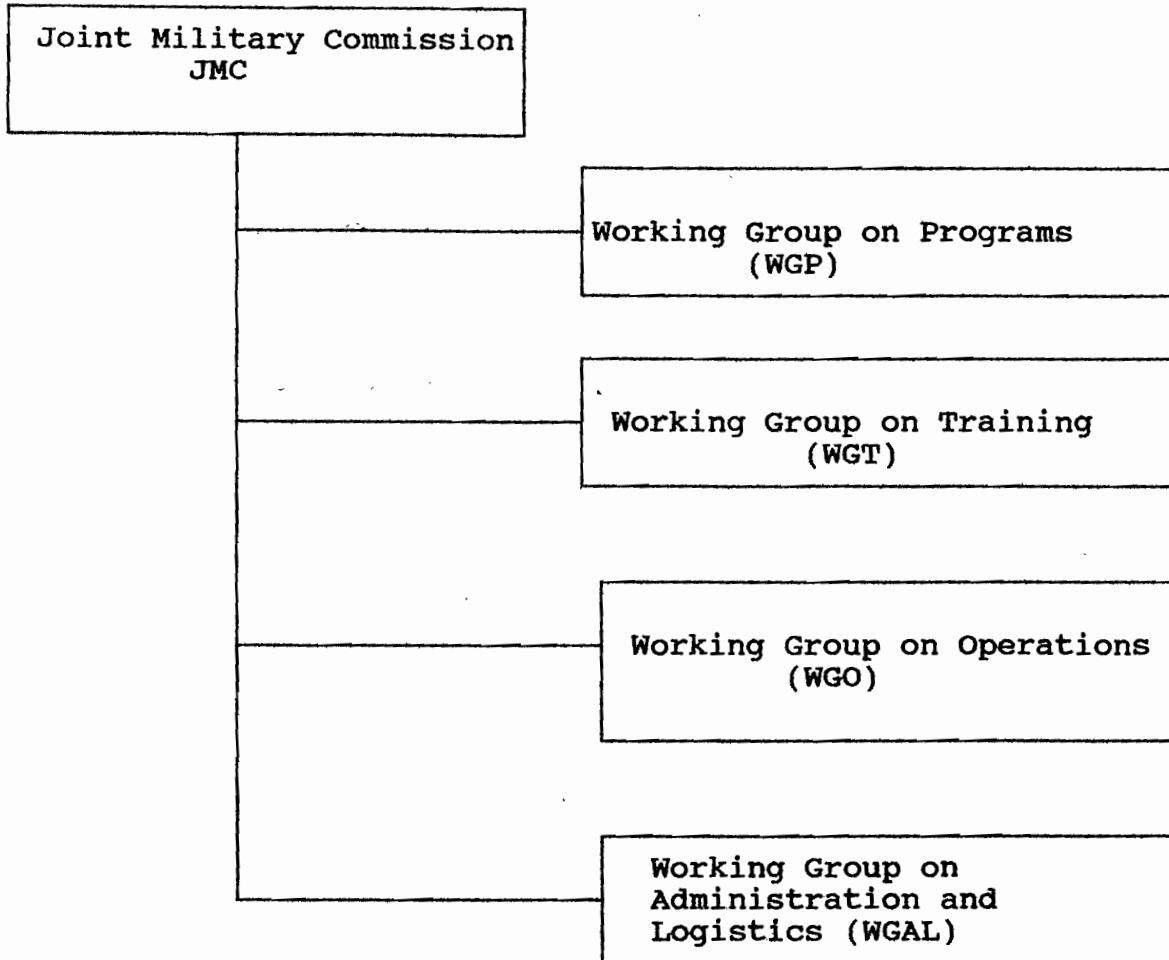 Joint Military Commission
JMC
Working Group on Programs
(WGP)
Working Group on Training
(WGT)
Working Group on Operations
(WGO)
Working Group on
Administration and
Logistics (WGAL)